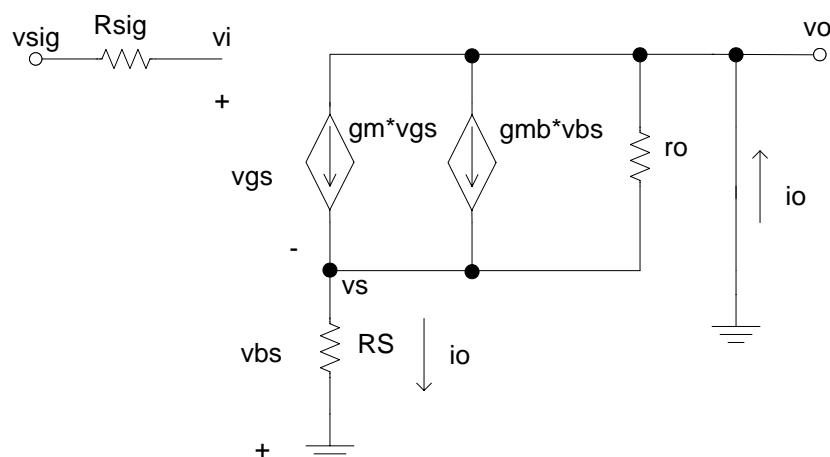 vsig
Rsig
vi
vo
+
gm*vgs
gmb*vbs
ro
vgs
io
-
vs
vbs
RS
io
+